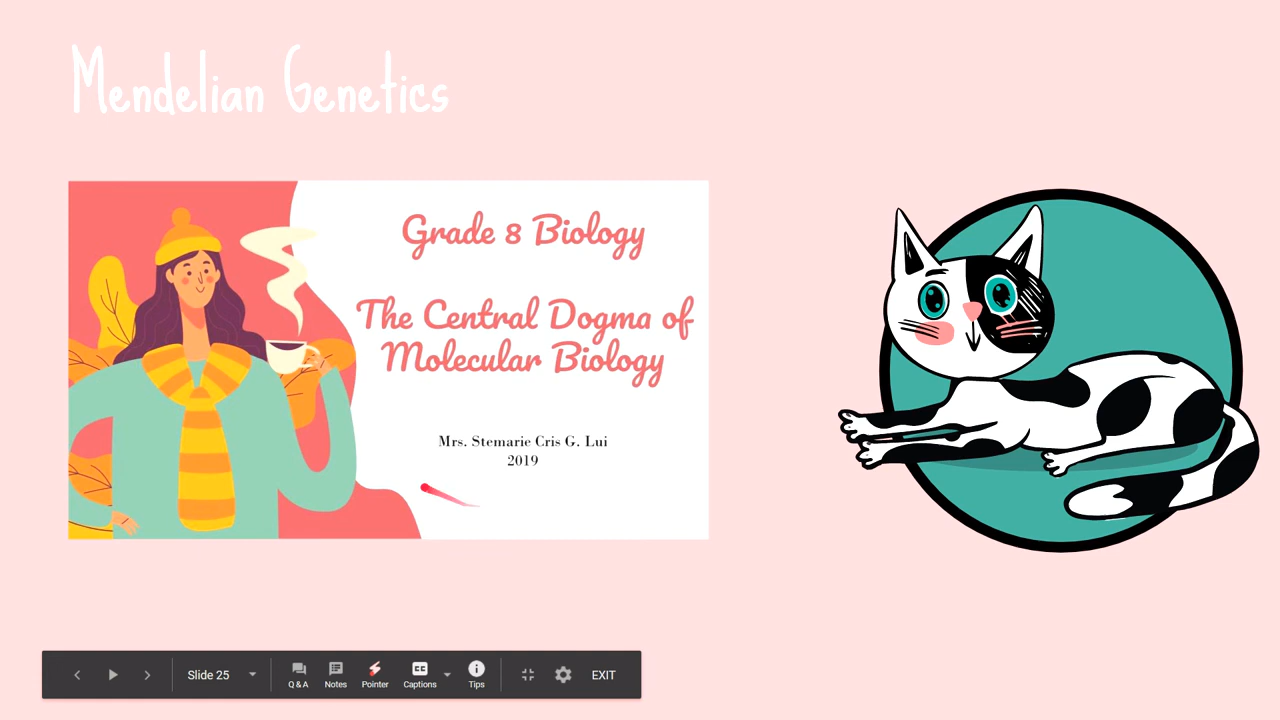 Mendelian Genetics
Grade 8 Biology
The Central Dogma of
Molecular Biology
Mrs. Stemarie Cris G. Lui
2019
Slide 25
Q & A
Notes
Pointer
CC
Captions
Tips
EXIT